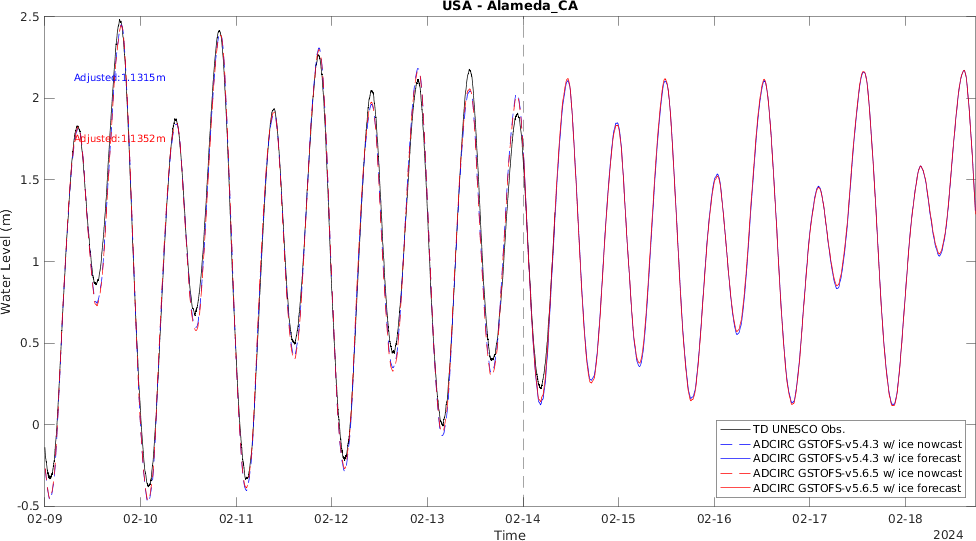 USA - Alameda_CA
2.5
Adjusted:1.1315m
2
Adjusted:1.1352m
1.5
Water Level (m)
1
0.5
0
-0.5
TD UNESCO Obs.
ADCIRC GSTOFS-v5.4.3 w/ ice nowcast
ADCIRC GSTOFS-v5.4.3 w/ ice forecast
ADCIRC GSTOFS-v5.6.5 w/ ice nowcast
ADCIRC GSTOFS-v5.6.5 w/ ice forecast
02-09 02-10 02-11 02-12 02-13 02-14 02-15 02-16 02-17 02-18
Time
2024